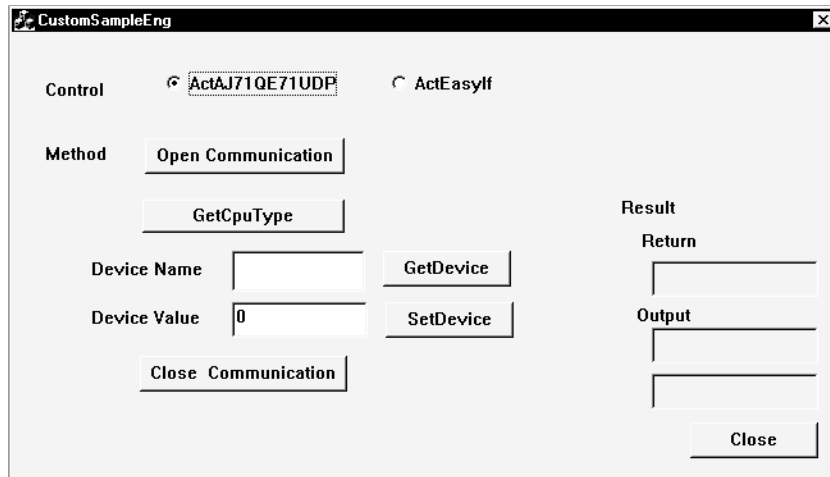 CustomSampleEng
Control ActAJ71QE71UDP ActEasyIf
Method Open Communication
GetCpuType
Result
Return
Device Name GetDevice
Device Value 0 SetDevice
Output
Close Communication
Close